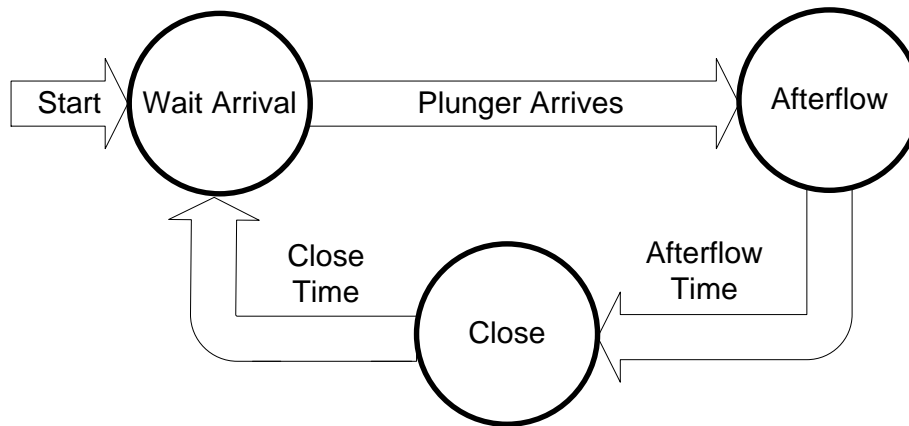 Start
Wait Arrival
Plunger Arrives
Afterflow
Close
Time
Afterflow
Time
Close